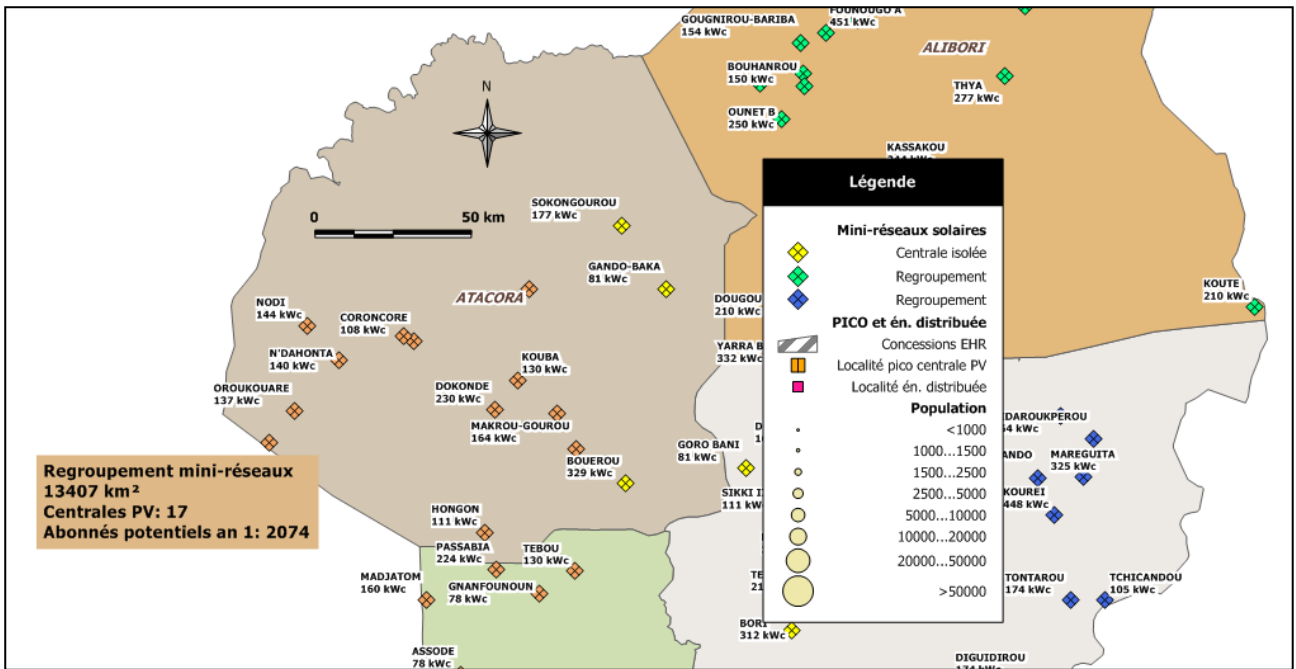 GOUGNIROU-BARIBA
154 kWc
FOUNOUGO A
451 kWc
ALIBORI
BOUHANROU
150 kWc
THYA
277 kWc
OUNET B
250 kWc
KASSAKOU
N
0 50 km
SOKONGOUROU
177 kWc
GANDO-BAKA
81 kWc
ATACORA
NODI
144 kWc
CORONCORE
108 kWc
N'DAHONTA
140 kWc
KOUBA
130 kWc
OROUKOUARE
137 kWc
DOKONDE
230 kWc
MAKROU-GOUROU
164 kWc
BOUEROU
329 kWc
GORO BANI
81 kWc
DOUGOU
210 kWc
YARRA B
332 kWc
SIKKI I
111 kWc
KOUTE
210 kWc
Légende
Mini-réseaux solaires
Centrale isolée
Regroupement
Regroupement
PICO et én. distribuée
Concessions EHR
Localité pico centrale PV
Localité én. distribuée
Population
<1000
1000...1500
1500...2500
2500...5000
5000...10000
10000...20000
20000...50000
>50000
IDAROUKPEROU
MAREGUITA
325 kWc
ANDO
KOUREI
448 kWc
TONTAROU
174 kWc
TCHICANDOU
105 kWc
Regroupement mini-réseaux
13407 km²
Centrales PV: 17
Abonnés potentiels an 1: 2074
HONGON
111 kWc
PASSABIA
224 kWc
TEBOU
130 kWc
MADJATOM
160 kWc
GNANFOUNOUN
78 kWc
ASSODE
78 kWc
BORI
312 kWc
DIGUIDIROU
174 kWc